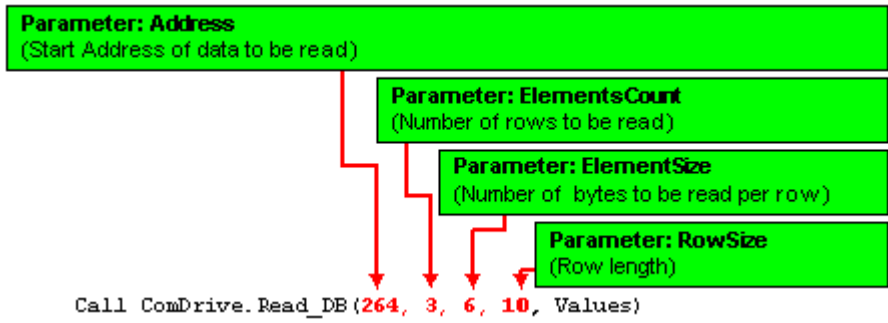 Parameter: Address
(Start Address of data to be read)
Parameter: ElementsCount
(Number of rows to be read)
Parameter: ElementSize
(Number of bytes to be read per row)
Parameter: RowSize
(Row length)
Call ComDrive.Read_DB(264, 3, 6, 10, Values)